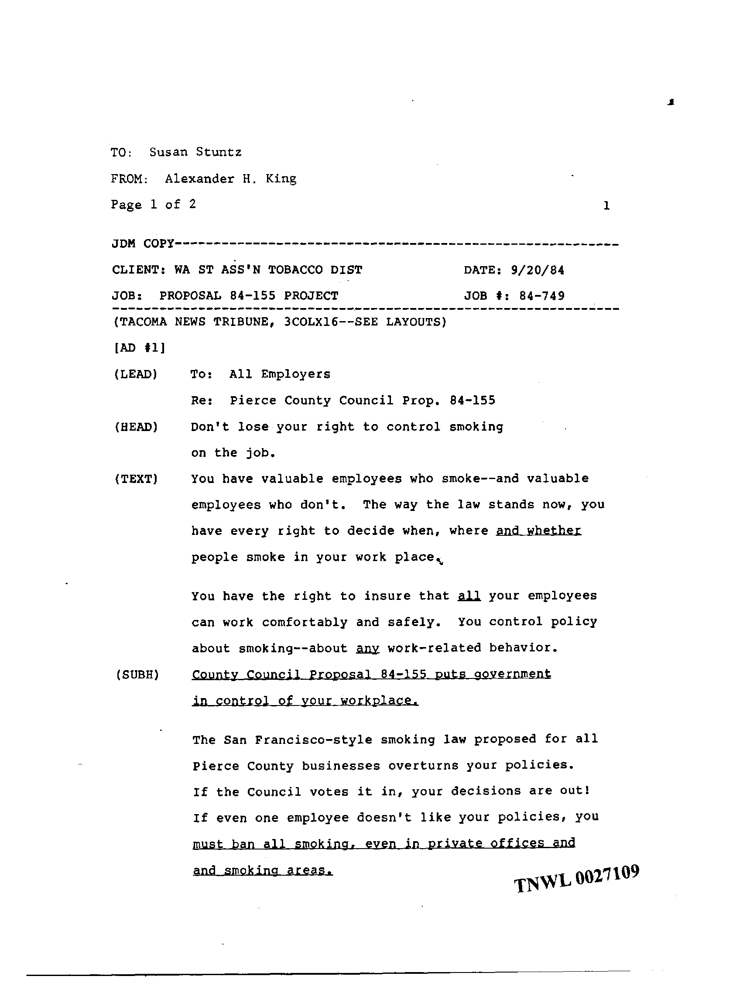 TO: Susan Stuntz
FROM: Alexander H. King
Page 1 of 2 1
JDM COPY---------------------------------------------------------
CLIENT: WA ST ASS'N TOBACCO DIST DATE: 9/20/84
JOB: PROPOSAL 84-155 PROJECT JOB #: 84-749
-----------------------------------------------------------------
(TACOMA NEWS TRIBUNE, 3COLX16--SEE LAYOUTS)
[AD #1]
(LEAD) To: All Employers
Re: Pierce County Council Prop. 84-155
(HEAD) Don't lose your right to control smoking
on the job.
(TEXT) You have valuable employees who smoke--and valuable
employees who don't. The way the law stands now, you
have every right to decide when, where and whether
people smoke in your work place.
You have the right to insure that all your employees
can work comfortably and safely. You control policy
about smoking--about any work-related behavior.
(SUBH) County Council Proposal 84-155 puts government
in control of your workplace.
The San Francisco-style smoking law proposed for all
Pierce County businesses overturns your policies.
If the Council votes it in, your decisions are out!
If even one employee doesn't like your policies, you
must ban all smoking, even in private offices and
and smoking areas.
TNWL 0027109